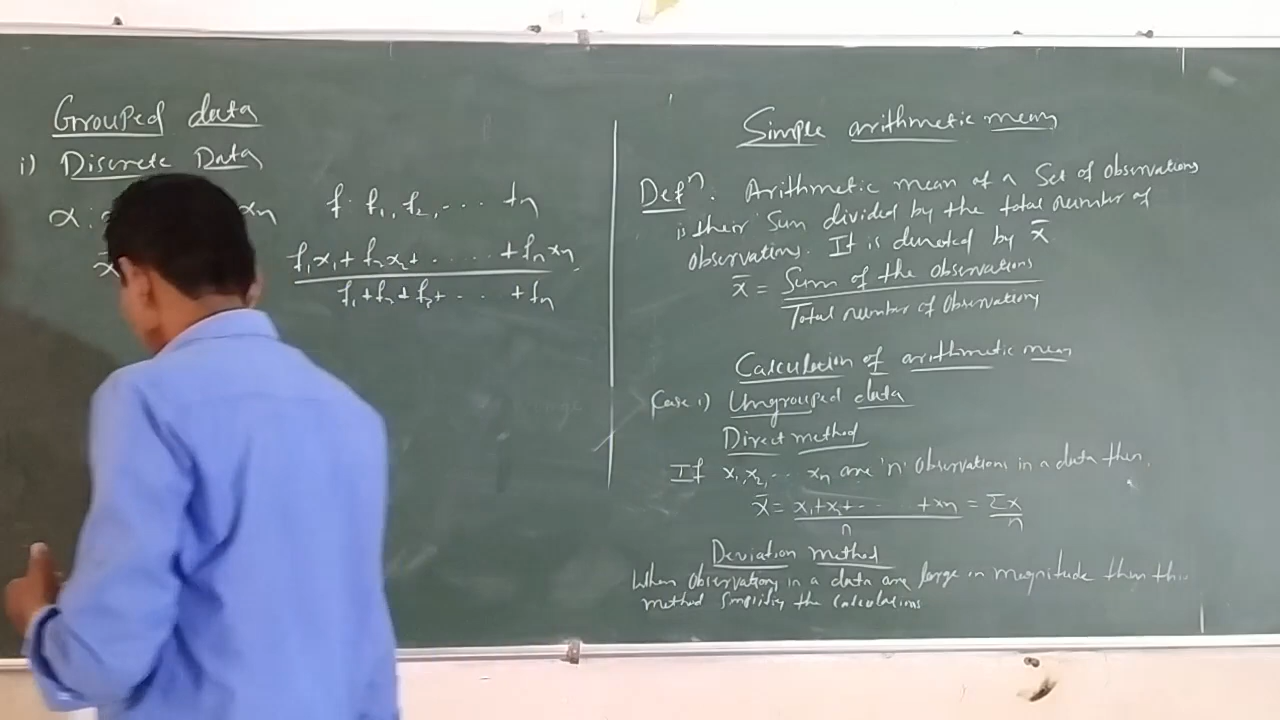 Grouped data
i) Discrete Data
x : xn f f1, f2, . . . . fn
x̄ f1x1 + f2x2 + . . . . . + fnxn
f1 + f2 + f3 + . . . . + fn
Simple arithmetic mean
Defn: Arithmetic mean of a Set of observations
is their Sum divided by the total number of
observations. It is denoted by x̄
x̄ = Sum of the observations
Total number of observations
Calculation of arithmetic mean
Case 1) Ungrouped data
Direct method
If x1, x2, ... xn are 'n' observations in a data then,
x̄ = x1 + x2 + . . . + xn = Σx
n n
Deviation method
When observations in a data are large in magnitude then this
method simplifies the calculations